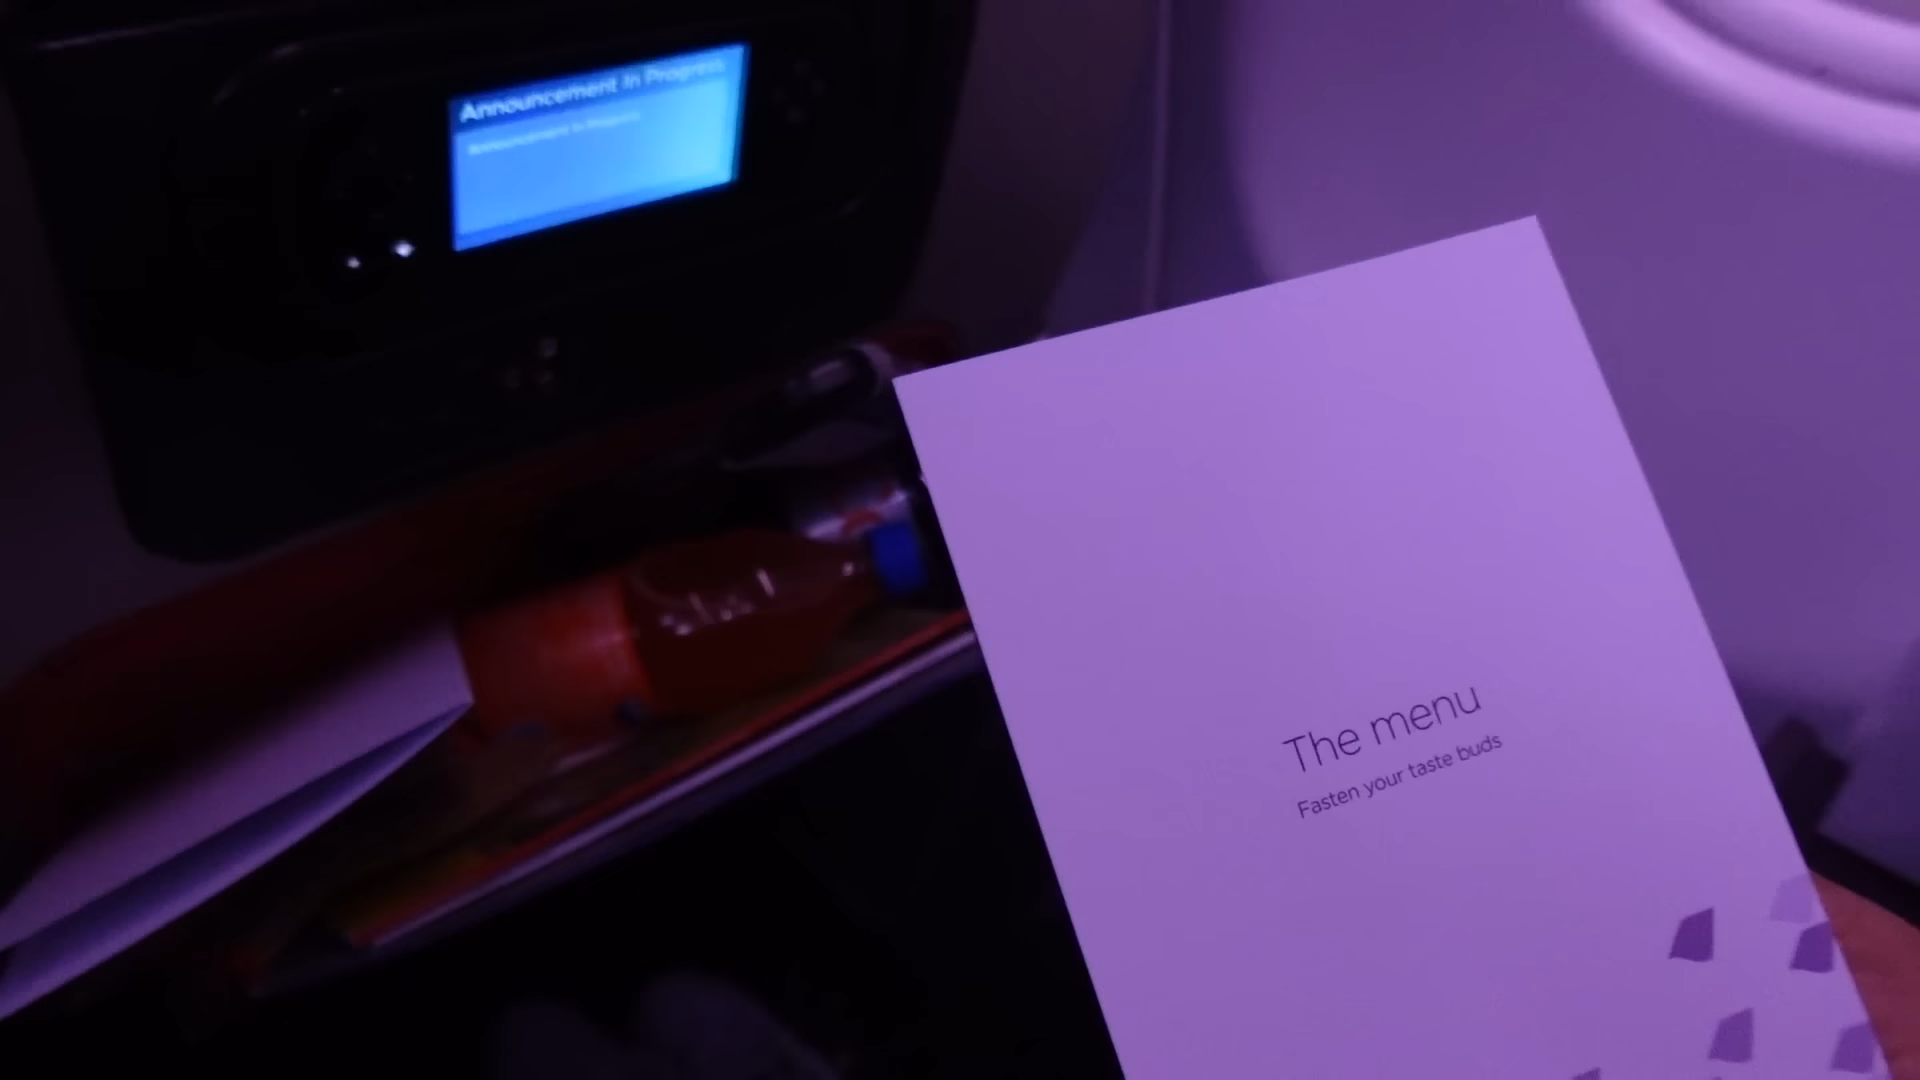 Announcement In Progress
Announcement In Progress
The menu
Fasten your taste buds